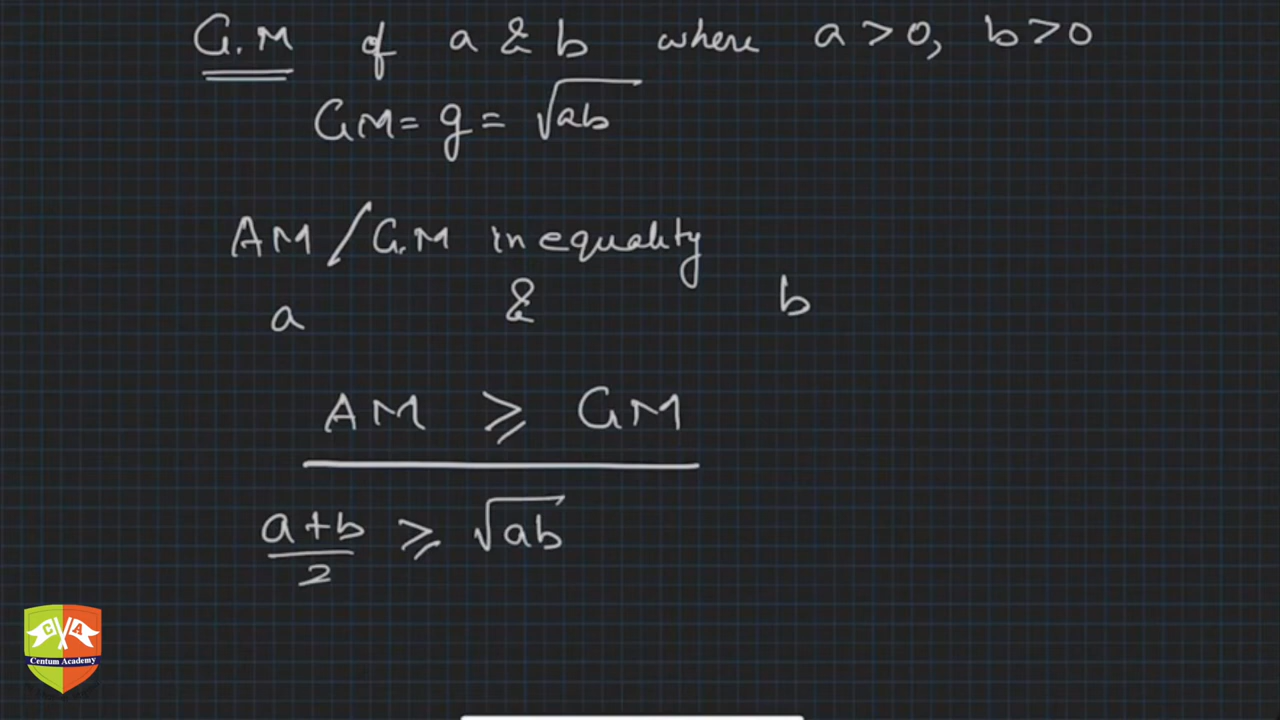 G.M of a & b where a > 0, b > 0
GM = g = √ab
AM/G.M inequality
a & b
AM ⩾ GM
a+b/2 ⩾ √ab
C A
Centum Academy